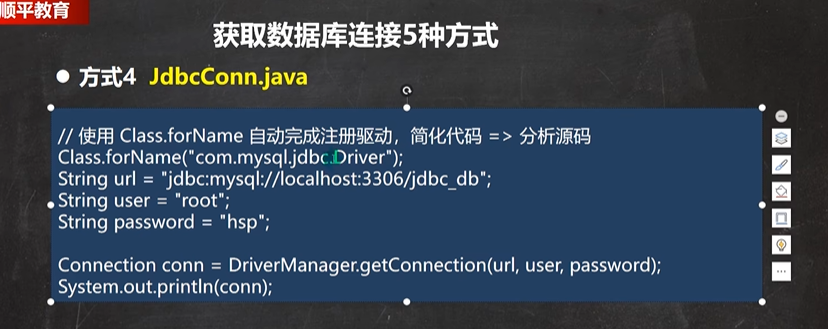 顺平教育
获取数据库连接5种方式
● 方式4 JdbcConn.java
// 使用 Class.forName 自动完成注册驱动，简化代码 => 分析源码
Class.forName("com.mysql.jdbc.Driver");
String url = "jdbc:mysql://localhost:3306/jdbc_db";
String user = "root";
String password = "hsp";
Connection conn = DriverManager.getConnection(url, user, password);
System.out.println(conn);